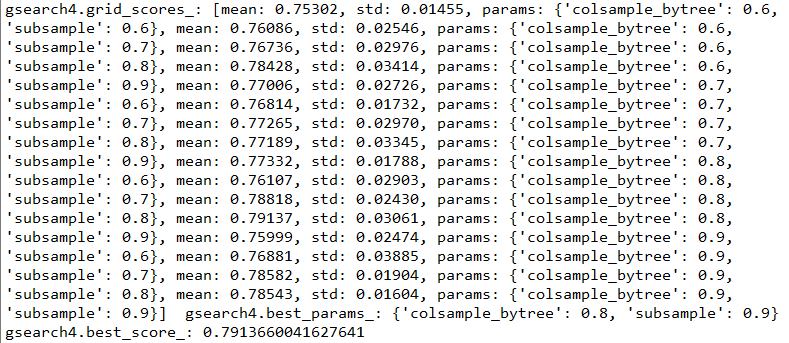 gsearch4.grid_scores_: [mean: 0.75302, std: 0.01455, params: {'colsample_bytree': 0.6,
'subsample': 0.6}, mean: 0.76086, std: 0.02546, params: {'colsample_bytree': 0.6,
'subsample': 0.7}, mean: 0.76736, std: 0.02976, params: {'colsample_bytree': 0.6,
'subsample': 0.8}, mean: 0.78428, std: 0.03414, params: {'colsample_bytree': 0.6,
'subsample': 0.9}, mean: 0.77006, std: 0.02726, params: {'colsample_bytree': 0.7,
'subsample': 0.6}, mean: 0.76814, std: 0.01732, params: {'colsample_bytree': 0.7,
'subsample': 0.7}, mean: 0.77265, std: 0.02970, params: {'colsample_bytree': 0.7,
'subsample': 0.8}, mean: 0.77189, std: 0.03345, params: {'colsample_bytree': 0.7,
'subsample': 0.9}, mean: 0.77332, std: 0.01788, params: {'colsample_bytree': 0.8,
'subsample': 0.6}, mean: 0.76107, std: 0.02903, params: {'colsample_bytree': 0.8,
'subsample': 0.7}, mean: 0.78818, std: 0.02430, params: {'colsample_bytree': 0.8,
'subsample': 0.8}, mean: 0.79137, std: 0.03061, params: {'colsample_bytree': 0.8,
'subsample': 0.9}, mean: 0.75999, std: 0.02474, params: {'colsample_bytree': 0.9,
'subsample': 0.6}, mean: 0.76881, std: 0.03885, params: {'colsample_bytree': 0.9,
'subsample': 0.7}, mean: 0.78582, std: 0.01904, params: {'colsample_bytree': 0.9,
'subsample': 0.8}, mean: 0.78543, std: 0.01604, params: {'colsample_bytree': 0.9,
'subsample': 0.9}]  gsearch4.best_params_: {'colsample_bytree': 0.8, 'subsample': 0.9}
gsearch4.best_score_: 0.7913660041627641